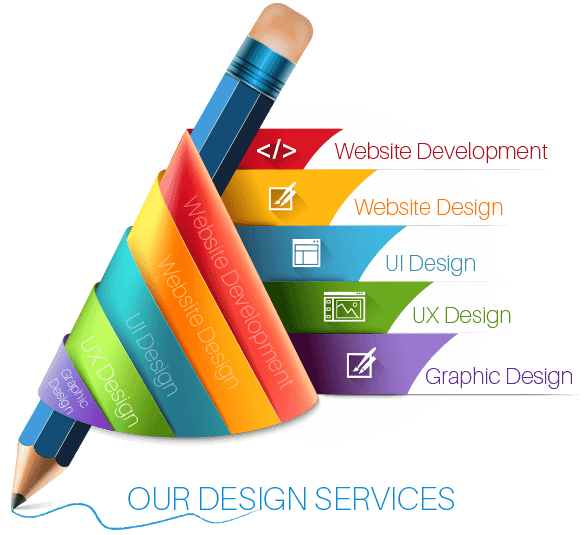 </>
Website Development
Website Design
UI Design
UX Design
Graphic Design
Website Development
Website Design
UI Design
UX Design
Graphic
Design
OUR DESIGN SERVICES